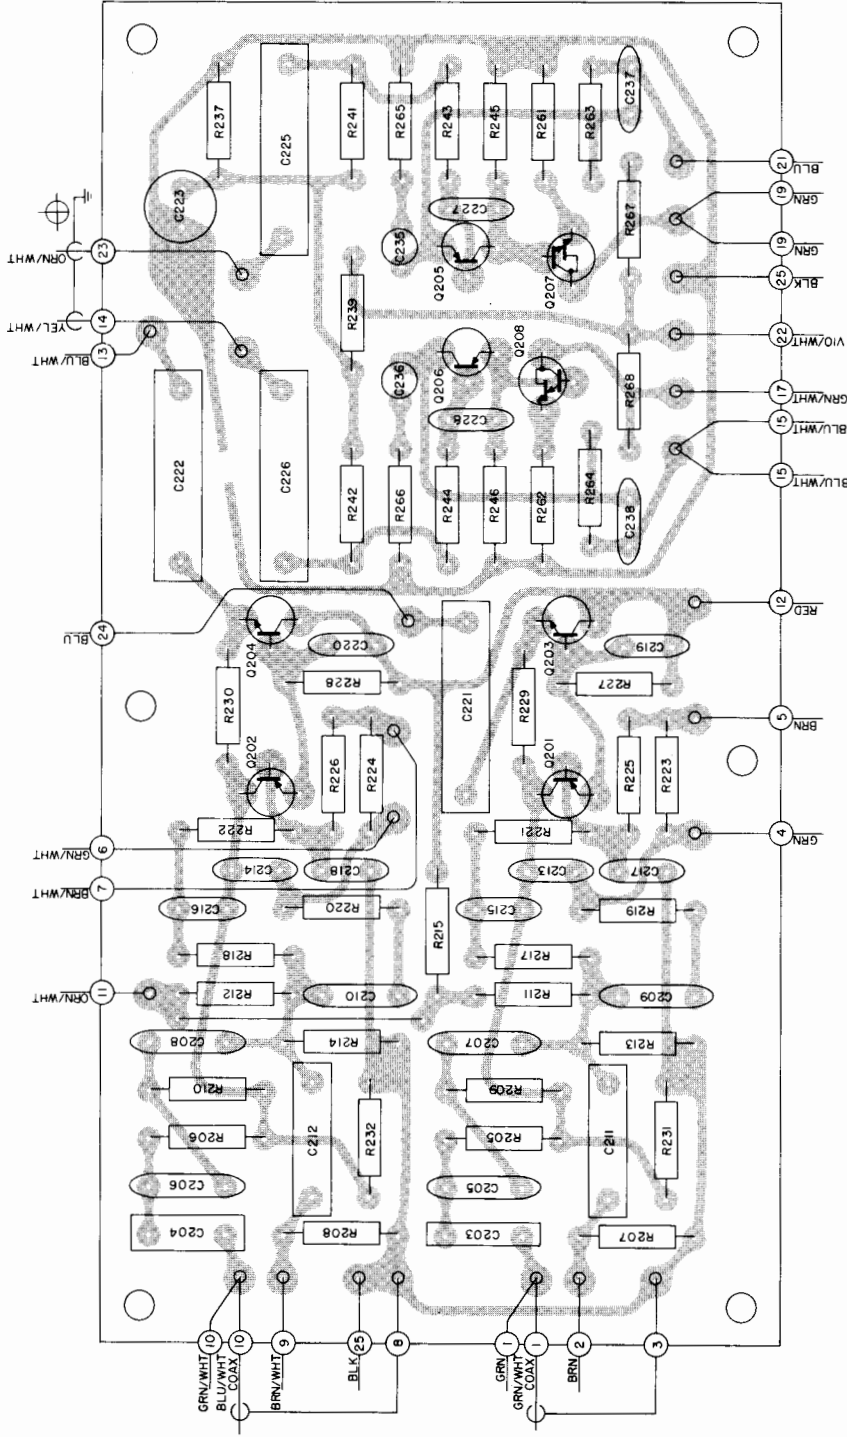 ORN/WHT
23
YEL/WHT
14
BLU/WHT
13
BLU
24
GRN/WHT
6
BRN/WHT
7
ORN/WHT
11
R237
C225
R241
R265
R243
R245
R261
R263
C237
C223
C227
R267
C235
Q205
Q207
R239
Q208
Q206
C236
R268
C222
C226
C228
R242
R266
R244
R246
R262
R264
C238
21
BLU
19
GRN
19
GRN
25
BLK
22
VIO/WHT
17
GRN/WHT
15
BLU/WHT
15
BLU/WHT
12
RED
5
BRN
4
GRN
Q204
C220
R228
R230
Q202
R226
R224
R222
C221
Q203
C219
R227
R229
Q201
R225
R223
R221
C214
C218
C216
R220
R218
R212
C210
R215
C213
C217
C215
R219
R217
R211
C209
C208
R214
R210
R206
C212
R232
C206
C204
R208
C207
R213
R209
R205
C211
R231
C205
C203
R207
10
GRN/WHT
10
BLU/WHT
COAX
9
BRN/WHT
25
BLK
8
1
GRN
1
GRN/WHT
COAX
2
BRN
3